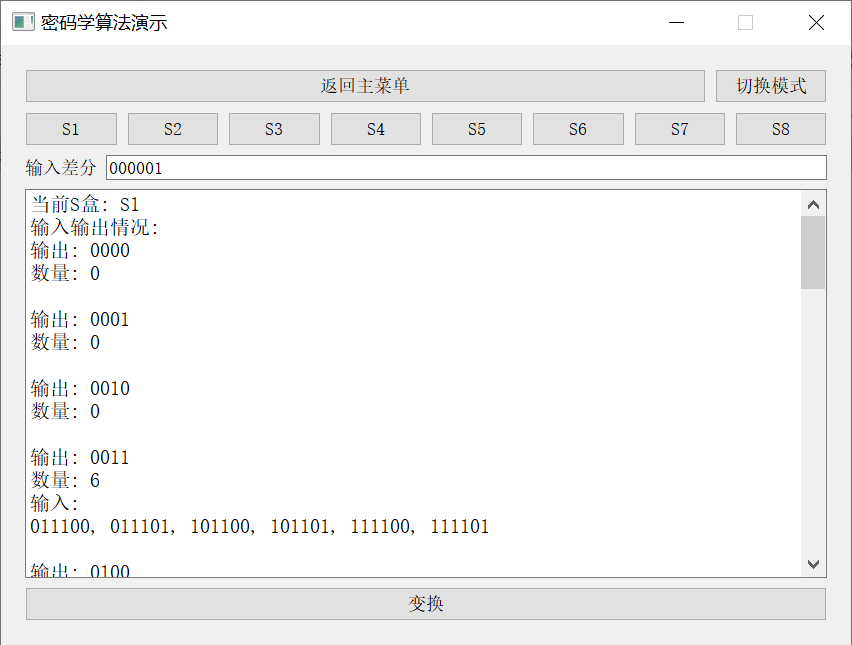 密码学算法演示
返回主菜单 切换模式
S1 S2 S3 S4 S5 S6 S7 S8
输入差分 000001
当前S盒: S1
输入输出情况:
输出: 0000
数量: 0
输出: 0001
数量: 0
输出: 0010
数量: 0
输出: 0011
数量: 6
输入:
011100, 011101, 101100, 101101, 111100, 111101
输出: 0100
变换